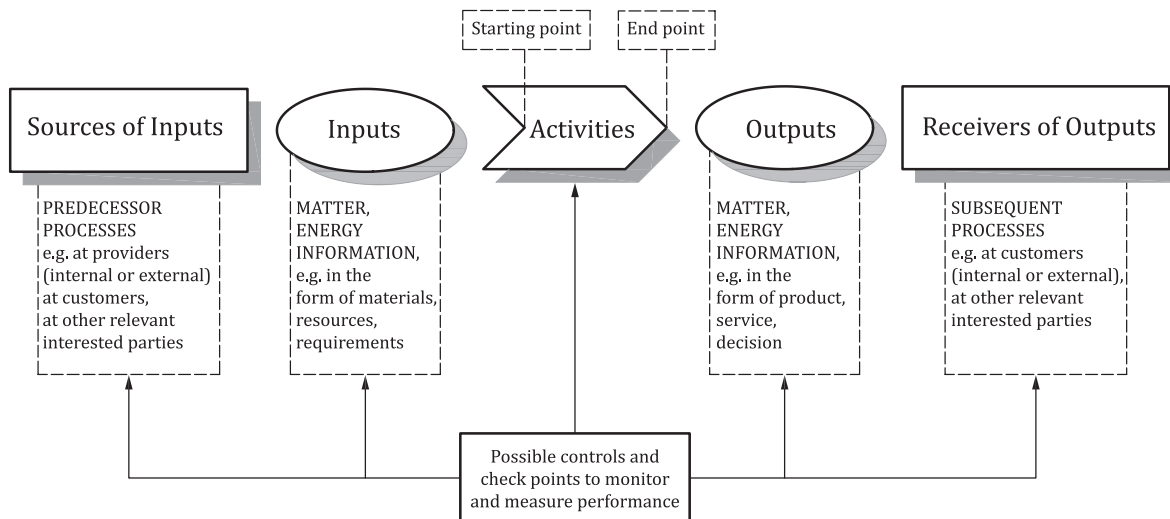 Starting point
End point
Sources of Inputs
Inputs
Activities
Outputs
Receivers of Outputs
PREDECESSOR
PROCESSES
e.g. at providers
(internal or external)
at customers,
at other relevant
interested parties
MATTER,
ENERGY
INFORMATION,
e.g. in the
form of materials,
resources,
requirements
MATTER,
ENERGY
INFORMATION,
e.g. in the
form of product,
service,
decision
SUBSEQUENT
PROCESSES
e.g. at customers
(internal or external),
at other relevant
interested parties
Possible controls and
check points to monitor
and measure performance